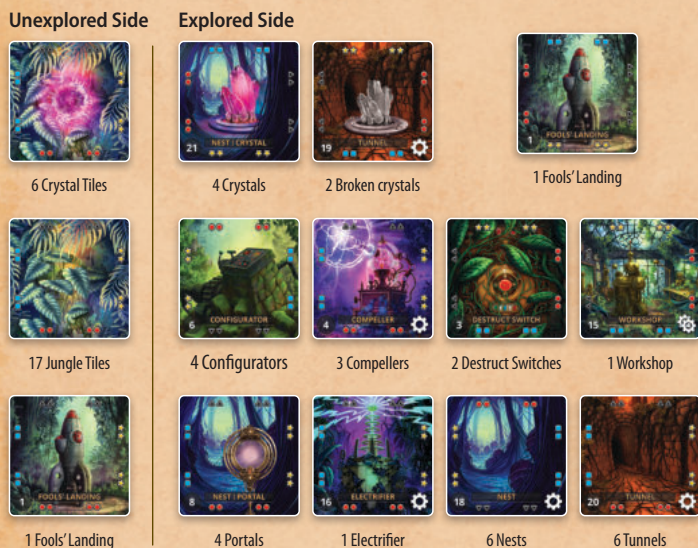 Unexplored Side
Explored Side
21
NEST | CRYSTAL
19
TUNNEL
1
FOOLS' LANDING
6 Crystal Tiles
4 Crystals
2 Broken crystals
1 Fools' Landing
6
CONFIGURATOR
4
COMPELLER
3
DESTRUCT SWITCH
15
WORKSHOP
17 Jungle Tiles
4 Configurators
3 Compellers
2 Destruct Switches
1 Workshop
1
FOOLS' LANDING
8
NEST | PORTAL
16
ELECTRIFIER
18
NEST
20
TUNNEL
1 Fools' Landing
4 Portals
1 Electrifier
6 Nests
6 Tunnels